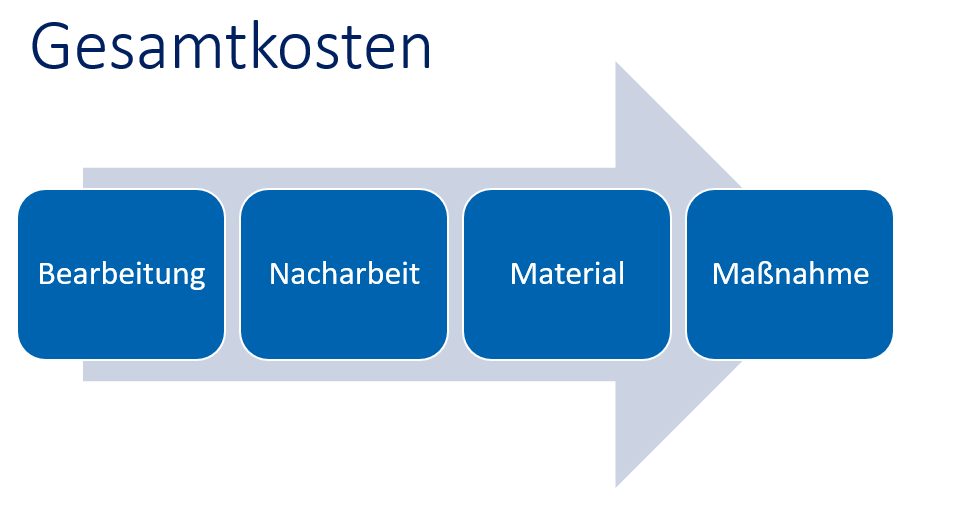 Gesamtkosten
Bearbeitung
Nacharbeit
Material
Maßnahme